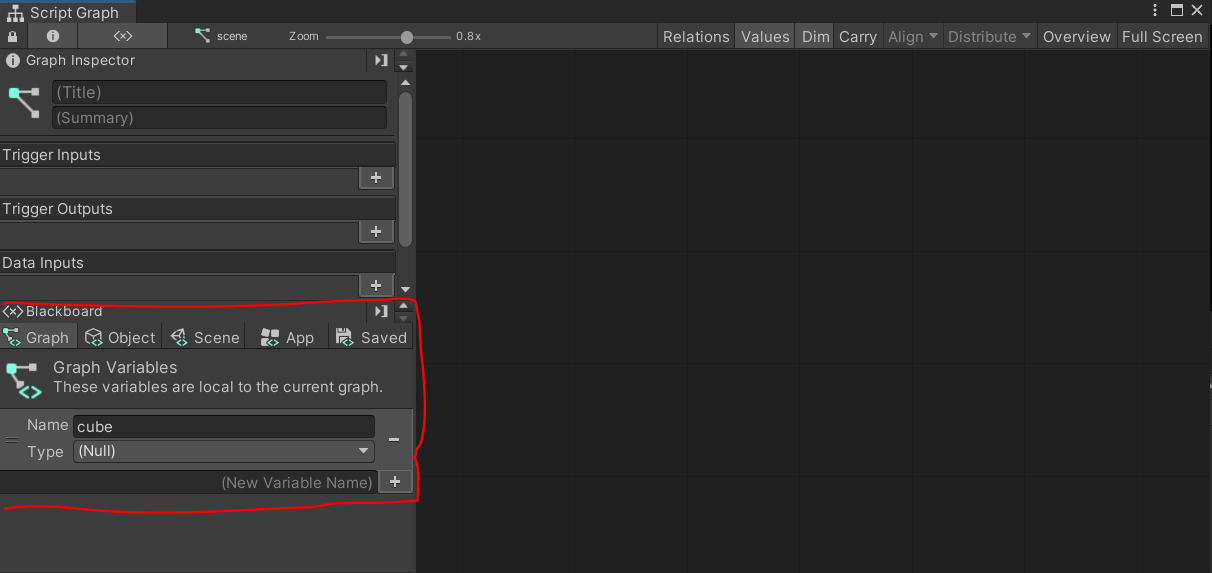 Script Graph
scene Zoom 0.8x Relations Values Dim Carry Align Distribute Overview Full Screen
Graph Inspector
(Title)
(Summary)
Trigger Inputs
Trigger Outputs
Data Inputs
Blackboard
Graph Object Scene App Saved
Graph Variables
These variables are local to the current graph.
Name cube
Type (Null)
(New Variable Name)